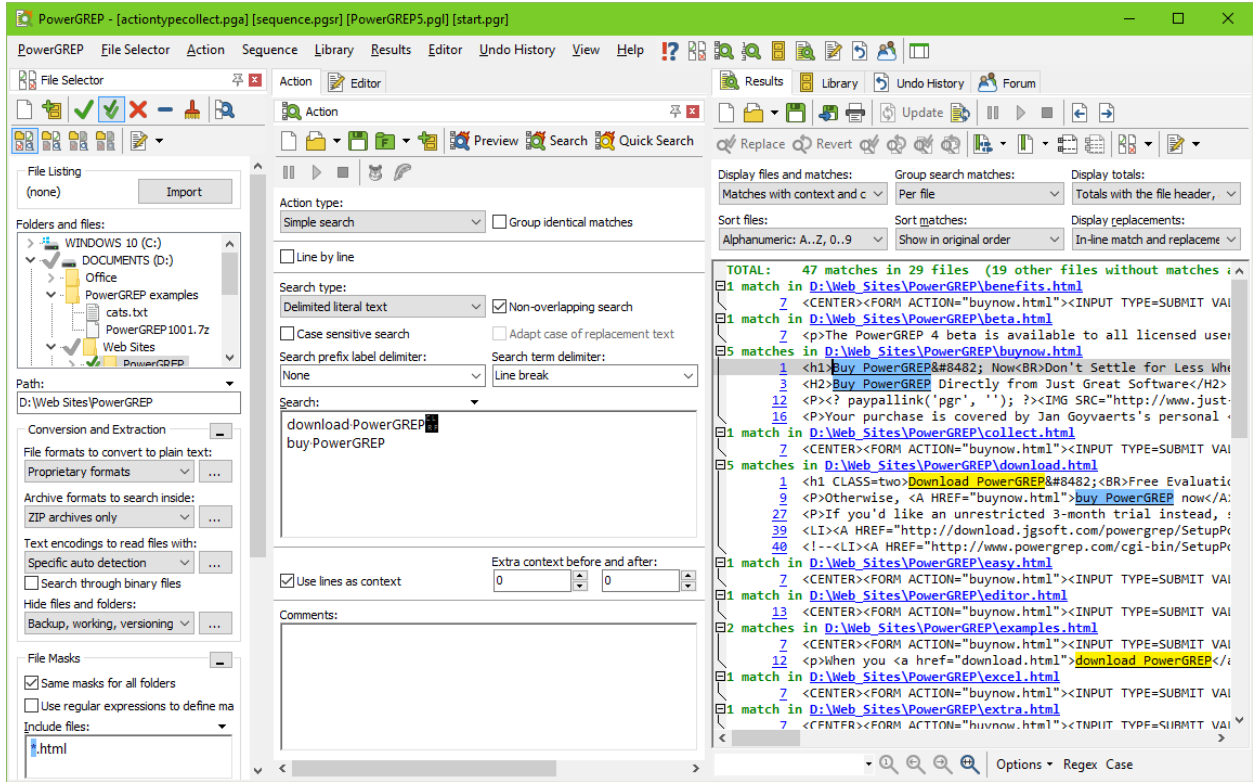 PowerGREP - [actiontypecollect.pga] [sequence.pgsr] [PowerGREP5.pgl] [start.pgr]
PowerGREP File Selector Action Sequence Library Results Editor Undo History View Help
File Selector
File Listing
(none) Import
Folders and files:
WINDOWS 10 (C:)
DOCUMENTS (D:)
Office
PowerGREP examples
cats.txt
PowerGREP1001.7z
Web Sites
PowerGREP
Path:
D:\Web Sites\PowerGREP
Conversion and Extraction
File formats to convert to plain text:
Proprietary formats ...
Archive formats to search inside:
ZIP archives only ...
Text encodings to read files with:
Specific auto detection ...
Search through binary files
Hide files and folders:
Backup, working, versioning ...
File Masks
Same masks for all folders
Use regular expressions to define ma
Include files:
*.html
Action Editor
Action
Preview Search Quick Search
Action type:
Simple search Group identical matches
Line by line
Search type:
Delimited literal text Non-overlapping search
Case sensitive search Adapt case of replacement text
Search prefix label delimiter: Search term delimiter:
None Line break
Search:
download·PowerGREP
buy·PowerGREP
Extra context before and after:
Use lines as context 0 0
Comments:
Results Library Undo History Forum
Update
Replace Revert
Display files and matches: Group search matches: Display totals:
Matches with context and c Per file Totals with the file header,
Sort files: Sort matches: Display replacements:
Alphanumeric: A..Z, 0..9 Show in original order In-line match and replaceme
TOTAL: 47 matches in 29 files (19 other files without matches a
1 match in D:\Web Sites\PowerGREP\benefits.html
7 <CENTER><FORM ACTION="buynow.html"><INPUT TYPE=SUBMIT VAL
1 match in D:\Web Sites\PowerGREP\beta.html
7 <p>The PowerGREP 4 beta is available to all licensed user
5 matches in D:\Web Sites\PowerGREP\buynow.html
1 <h1>Buy PowerGREP&#8482; Now<BR>Don't Settle for Less Whe
3 <H2>Buy PowerGREP Directly from Just Great Software</H2>
12 <P><? paypallink('pgr', ''); ?><IMG SRC="http://www.just-
16 <P>Your purchase is covered by Jan Goyvaerts's personal <
1 match in D:\Web Sites\PowerGREP\collect.html
7 <CENTER><FORM ACTION="buynow.html"><INPUT TYPE=SUBMIT VAL
5 matches in D:\Web Sites\PowerGREP\download.html
1 <h1 CLASS=two>Download PowerGREP&#8482;<BR>Free Evaluatio
9 <P>Otherwise, <A HREF="buynow.html">buy PowerGREP now</A>
27 <P>If you'd like an unrestricted 3-month trial instead, s
39 <LI><A HREF="http://download.jgsoft.com/powergrep/SetupPo
40 <!--<LI><A HREF="http://www.powergrep.com/cgi-bin/SetupPo
1 match in D:\Web Sites\PowerGREP\easy.html
7 <CENTER><FORM ACTION="buynow.html"><INPUT TYPE=SUBMIT VAL
1 match in D:\Web Sites\PowerGREP\editor.html
13 <CENTER><FORM ACTION="buynow.html"><INPUT TYPE=SUBMIT VAL
2 matches in D:\Web Sites\PowerGREP\examples.html
7 <CENTER><FORM ACTION="buynow.html"><INPUT TYPE=SUBMIT VAL
12 <p>When you <a href="download.html">download PowerGREP</a
1 match in D:\Web Sites\PowerGREP\excel.html
7 <CENTER><FORM ACTION="buynow.html"><INPUT TYPE=SUBMIT VAL
1 match in D:\Web Sites\PowerGREP\extra.html
7 <CENTER><FORM ACTION="buynow.html"><INPUT TYPE=SUBMIT VAL
Options Regex Case